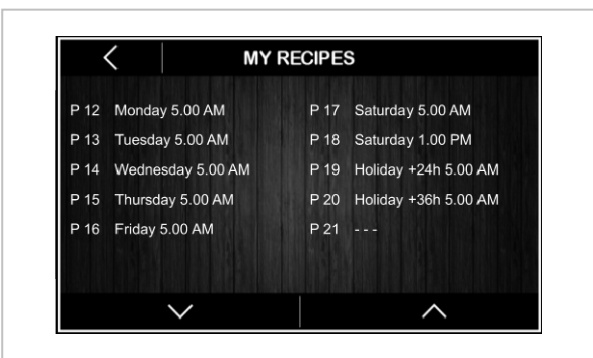 MY RECIPES
P 12 Monday 5.00 AM
P 13 Tuesday 5.00 AM
P 14 Wednesday 5.00 AM
P 15 Thursday 5.00 AM
P 16 Friday 5.00 AM
P 17 Saturday 5.00 AM
P 18 Saturday 1.00 PM
P 19 Holiday +24h 5.00 AM
P 20 Holiday +36h 5.00 AM
P 21 - - -